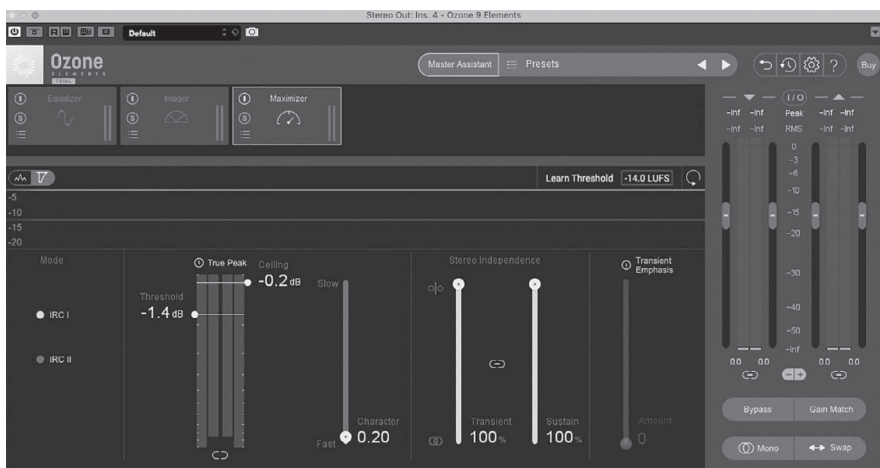 Stereo Out: Ins. 4 - Ozone 9 Elements
Default
Ozone
ELEMENTS
TRIAL
Master Assistant
Presets
?
Buy
Equalizer
Imager
Maximizer
S
S
S
I/O
-Inf -Inf Peak -Inf -Inf
-Inf -Inf RMS -Inf -Inf
0
-3
-6
-10
-15
-20
-30
-40
-50
-Inf
0.0 0.0 0.0 0.0
Learn Threshold -14.0 LUFS
-5
-10
-15
-20
Mode
IRC I
IRC II
True Peak
Ceiling
-0.2 dB
Threshold
-1.4 dB
Slow
Character
Fast 0.20
Stereo Independence
Transient
100%
Sustain
100%
Transient
Emphasis
Amount
0
Bypass
Gain Match
Mono
Swap